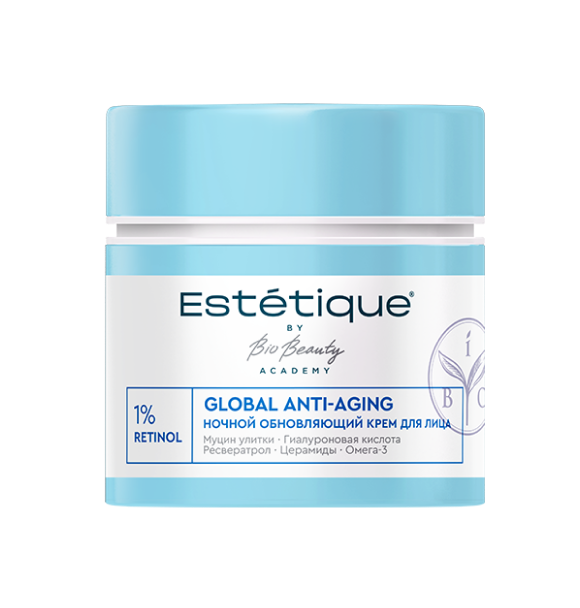 Estétique®
BY
Bio Beauty
ACADEMY
1%
RETINOL
GLOBAL ANTI-AGING
НОЧНОЙ ОБНОВЛЯЮЩИЙ КРЕМ ДЛЯ ЛИЦА
Муцин улитки · Гиалуроновая кислота
Ресвератрол · Церамиды · Омега-3
í
B C